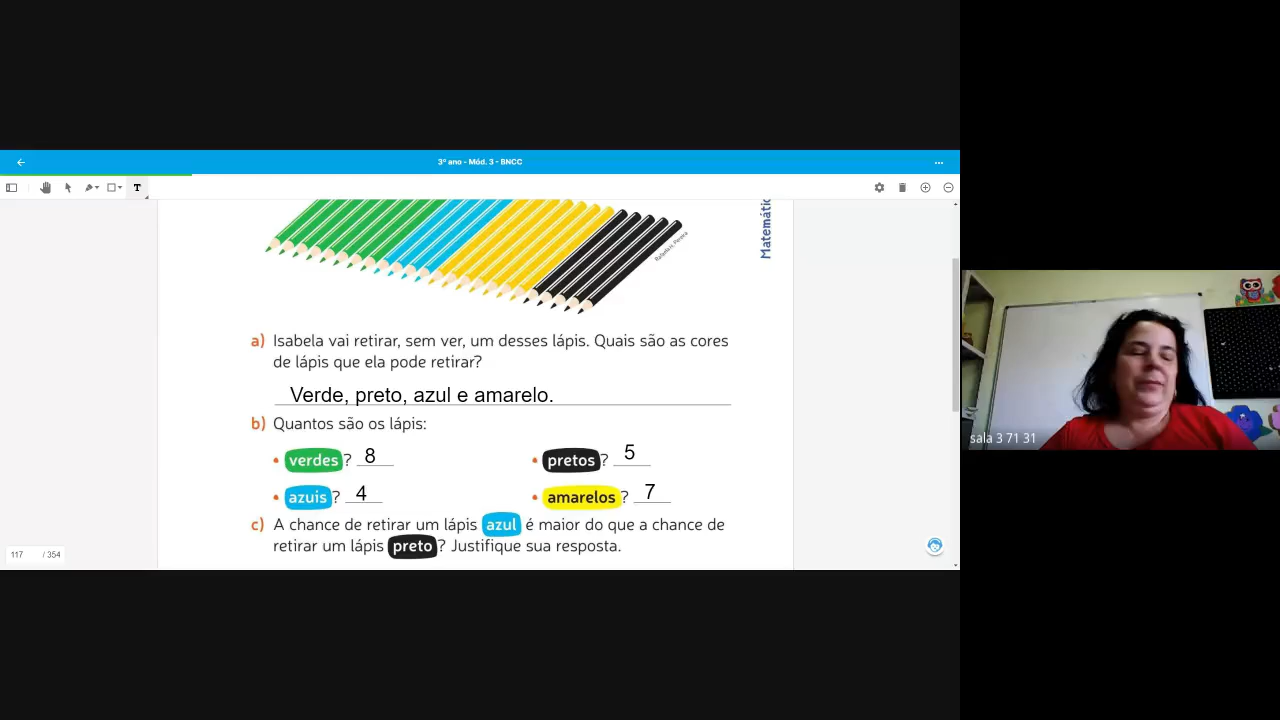 3º ano - Mód. 3 - BNCC
T
Matemátic
Rafaela N. Pereira
a) Isabela vai retirar, sem ver, um desses lápis. Quais são as cores
de lápis que ela pode retirar?
Verde, preto, azul e amarelo.
b) Quantos são os lápis:
• verdes? 8
• pretos? 5
• azuis? 4
• amarelos? 7
c) A chance de retirar um lápis azul é maior do que a chance de
retirar um lápis preto? Justifique sua resposta.
117 / 354
sala 3 71 31